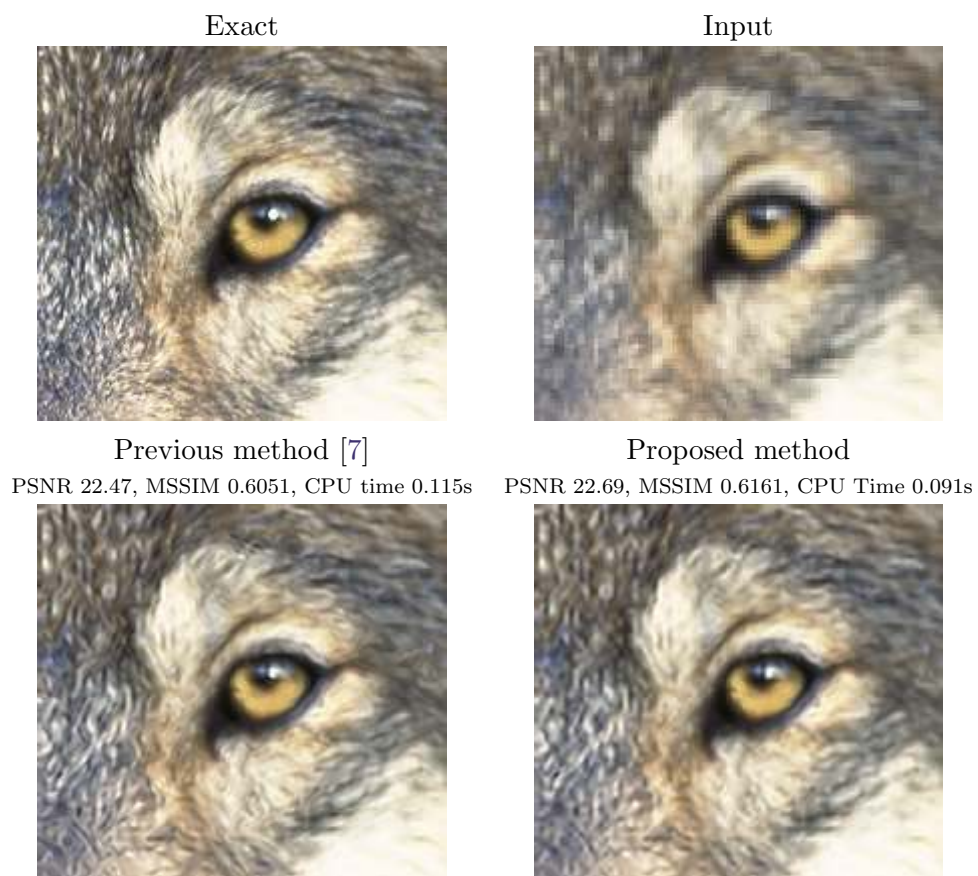 Exact
Input
Previous method [7]
Proposed method
PSNR 22.47, MSSIM 0.6051, CPU time 0.115s
PSNR 22.69, MSSIM 0.6161, CPU Time 0.091s